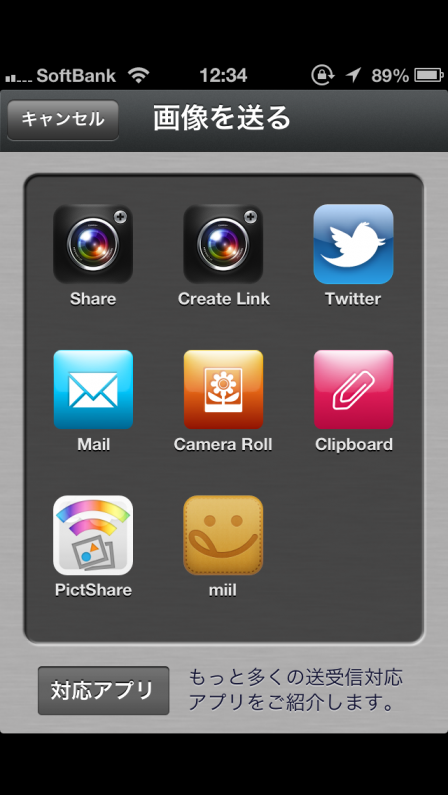 SoftBank 12:34 89%
キャンセル 画像を送る
Share Create Link Twitter
Mail Camera Roll Clipboard
PictShare miil
対応アプリ
もっと多くの送受信対応
アプリをご紹介します。